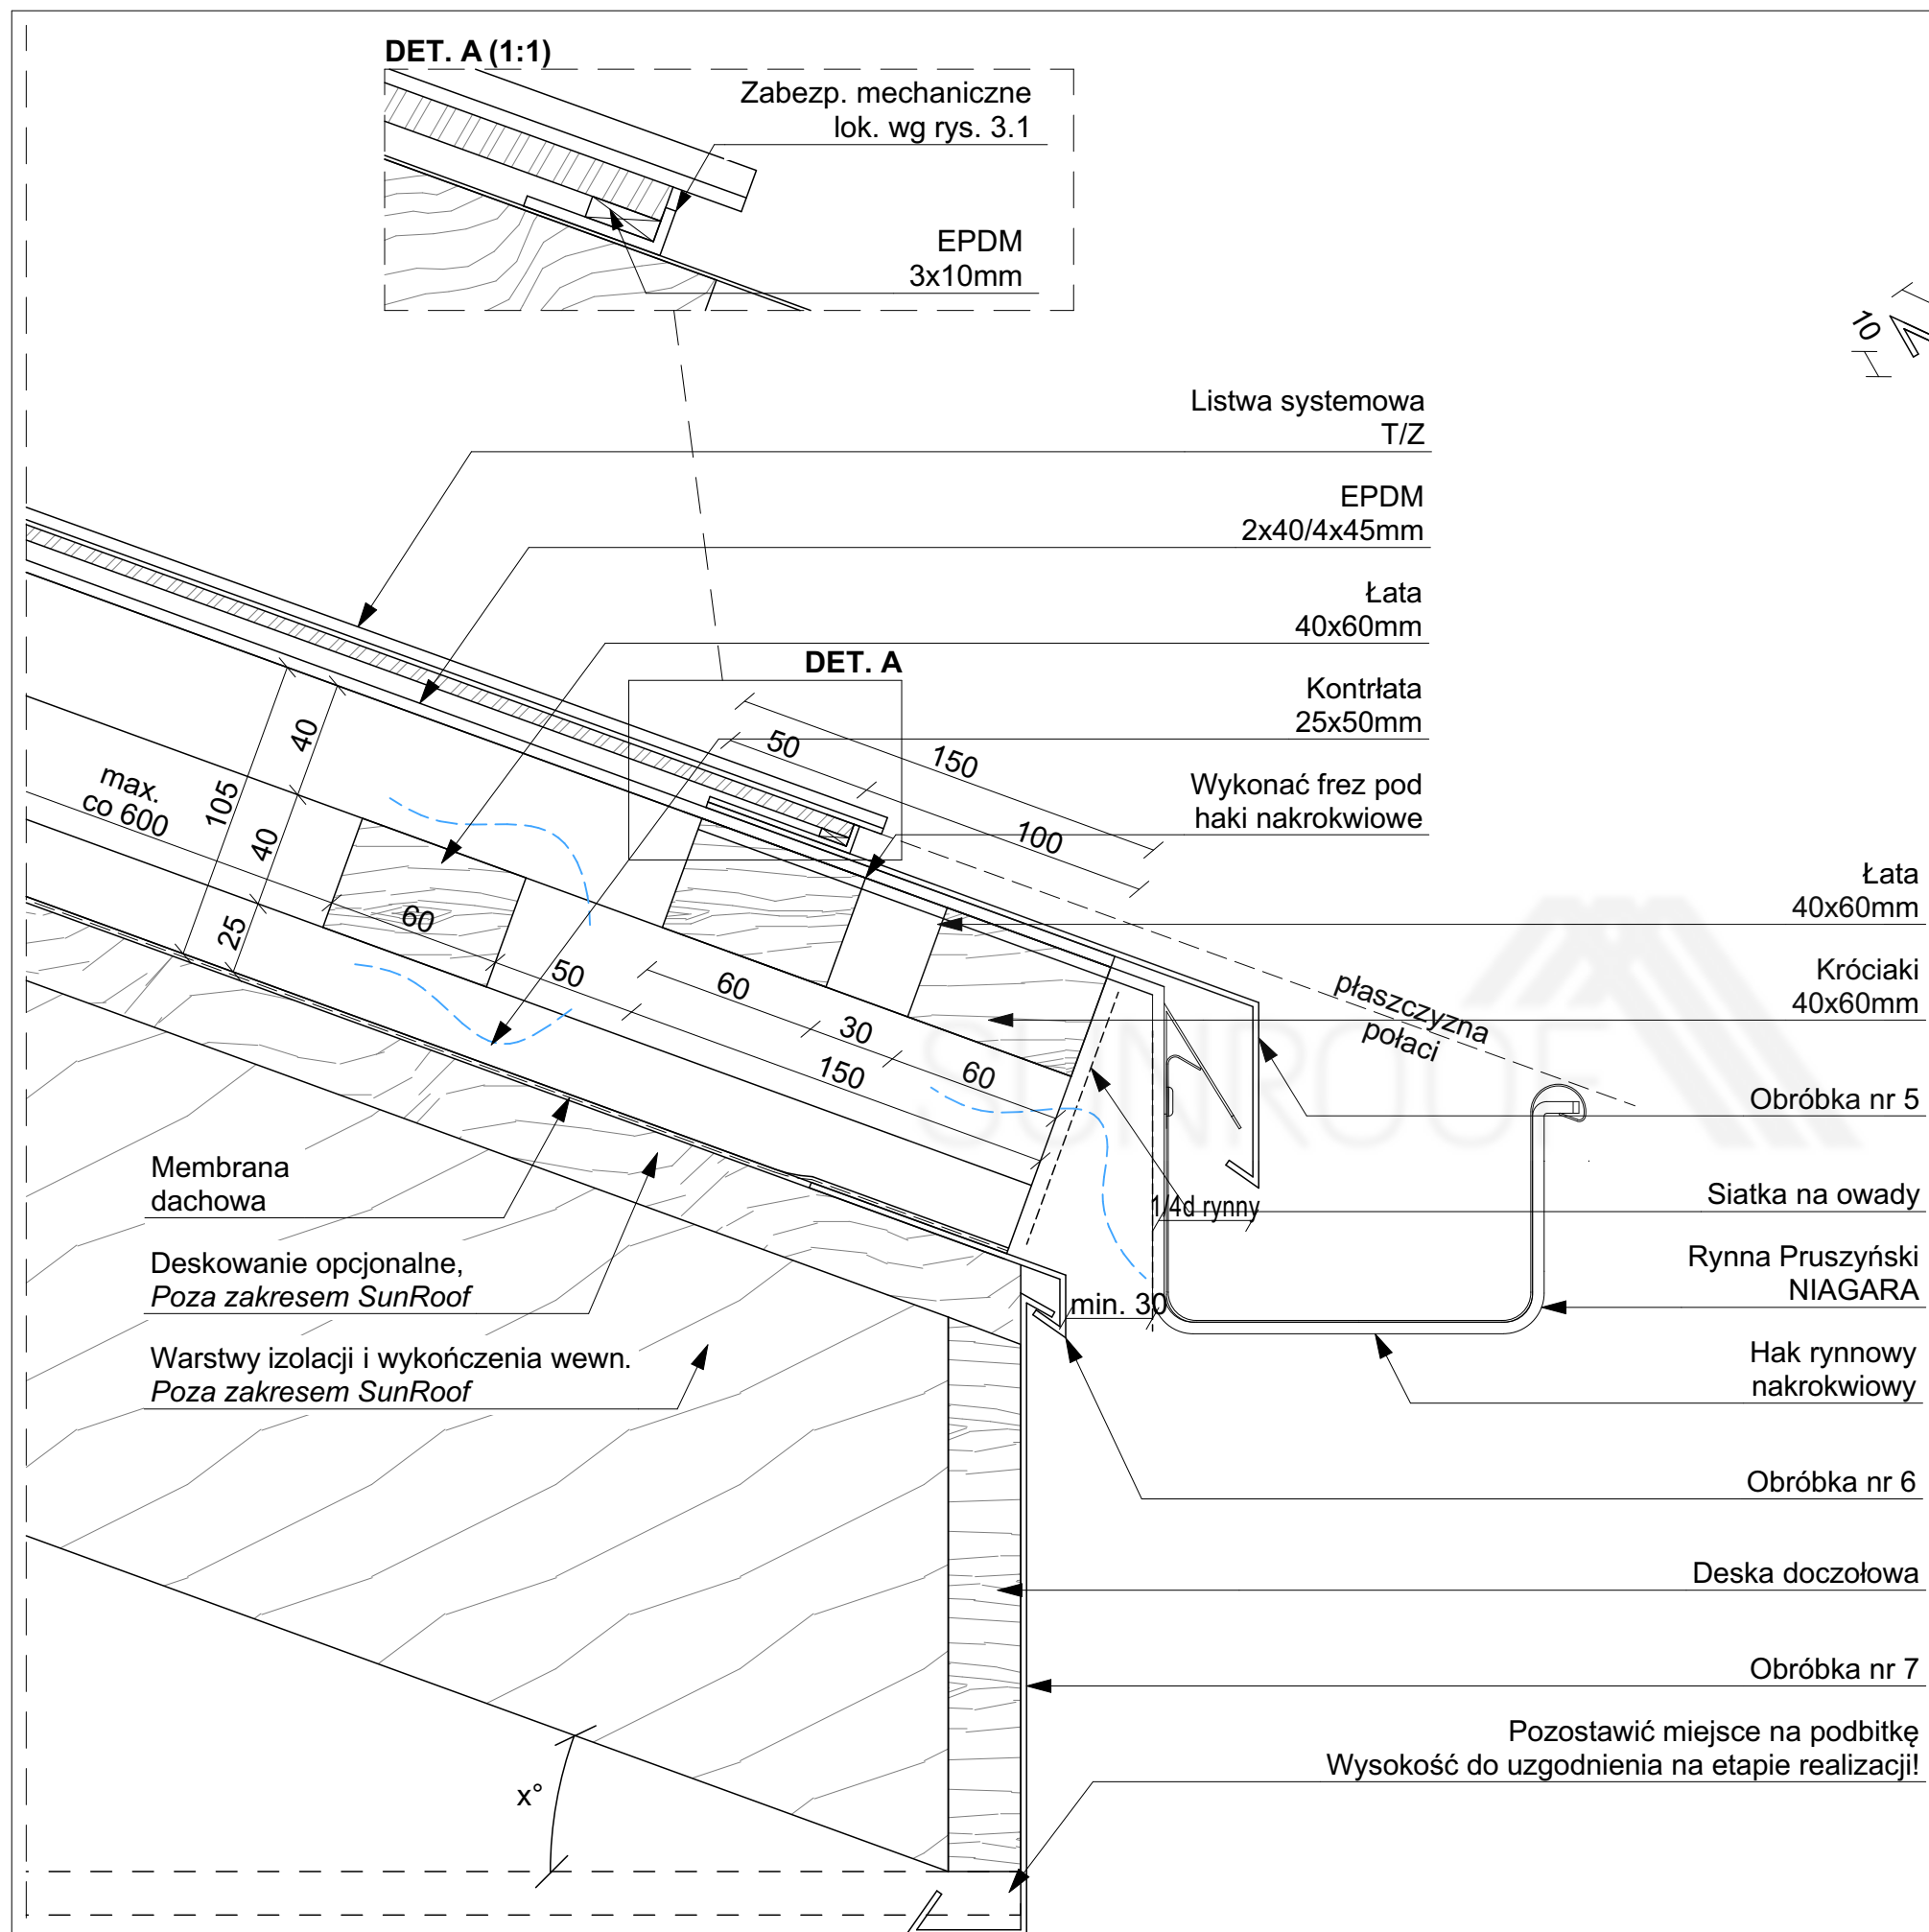 DET. A (1:1)
Zabezp. mechaniczne
lok. wg rys. 3.1
EPDM
3x10mm
10
Listwa systemowa
T/Z
EPDM
2x40/4x45mm
Łata
40x60mm
DET. A
Kontrłata
25x50mm
Wykonać frez pod
haki nakrokwiowe
Łata
40x60mm
Króciaki
40x60mm
płaszczyzna
połaci
Obróbka nr 5
Siatka na owady
Rynna Pruszyński
NIAGARA
Hak rynnowy
nakrokwiowy
Obróbka nr 6
Deska doczołowa
Obróbka nr 7
Pozostawić miejsce na podbitkę
Wysokość do uzgodnienia na etapie realizacji!
max.
co 600
105
40
40
25
60
50
150
50
150
100
60
30
60
1/4d rynny
min. 30
Membrana
dachowa
Deskowanie opcjonalne,
Poza zakresem SunRoof
Warstwy izolacji i wykończenia wewn.
Poza zakresem SunRoof
x°
SUNROOF